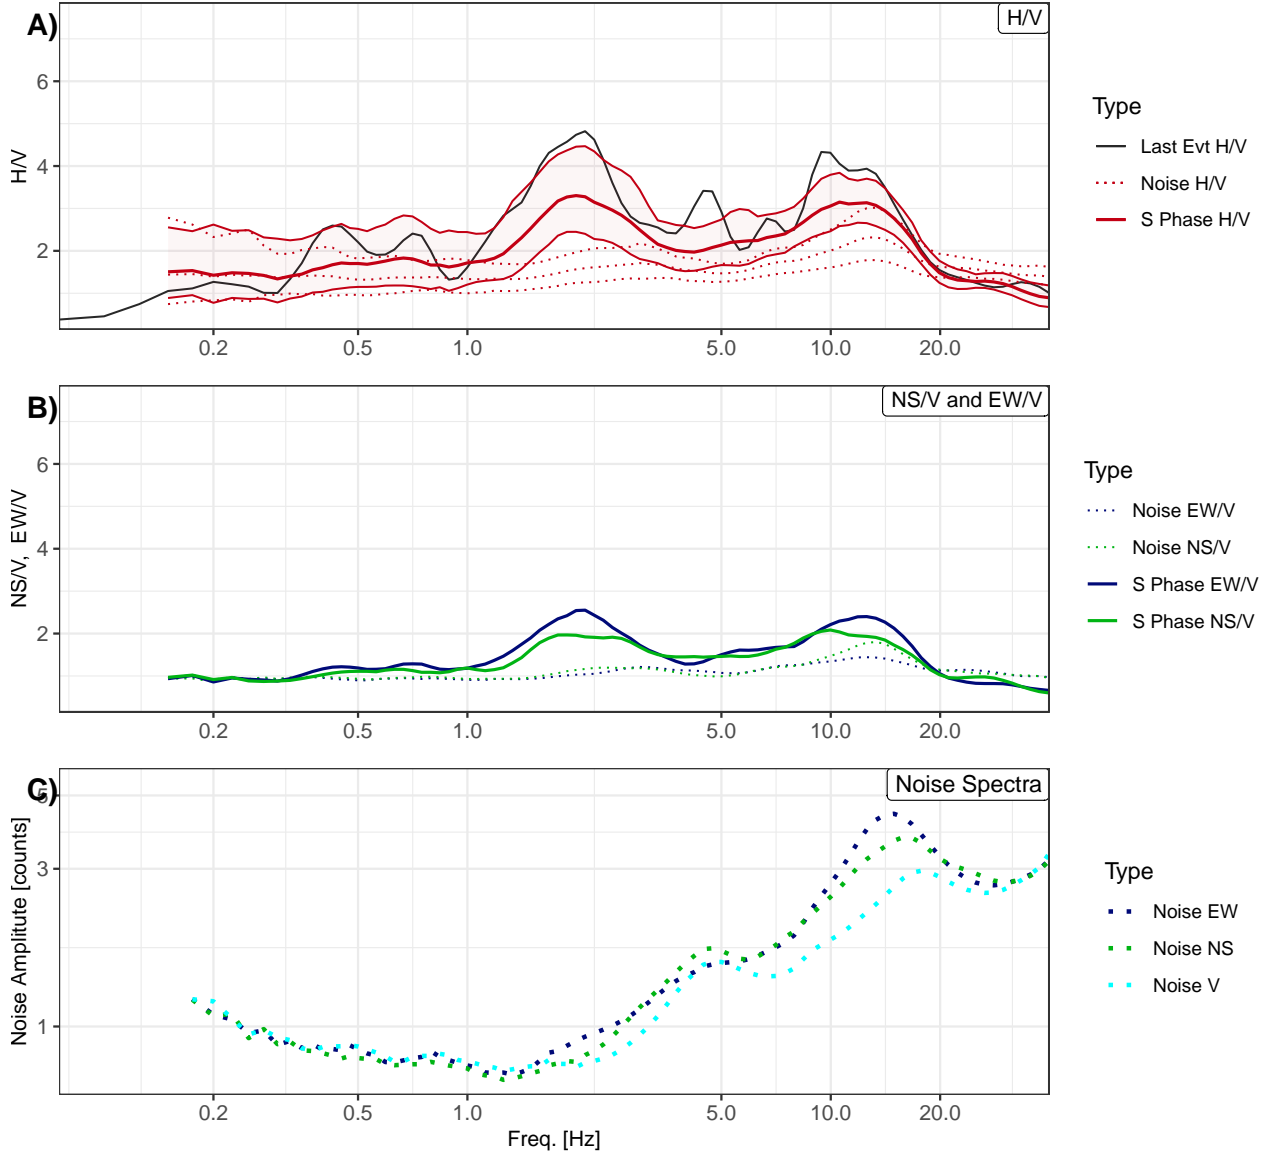 A)
H/V
6
4
2
H/V
0.2 0.5 1.0 5.0 10.0 20.0
Type
Last Evt H/V
Noise H/V
S Phase H/V
B)
NS/V and EW/V
6
4
2
NS/V, EW/V
0.2 0.5 1.0 5.0 10.0 20.0
Type
Noise EW/V
Noise NS/V
S Phase EW/V
S Phase NS/V
C)
Noise Spectra
5
3
1
Noise Amplitute [counts]
0.2 0.5 1.0 5.0 10.0 20.0
Freq. [Hz]
Type
Noise EW
Noise NS
Noise V